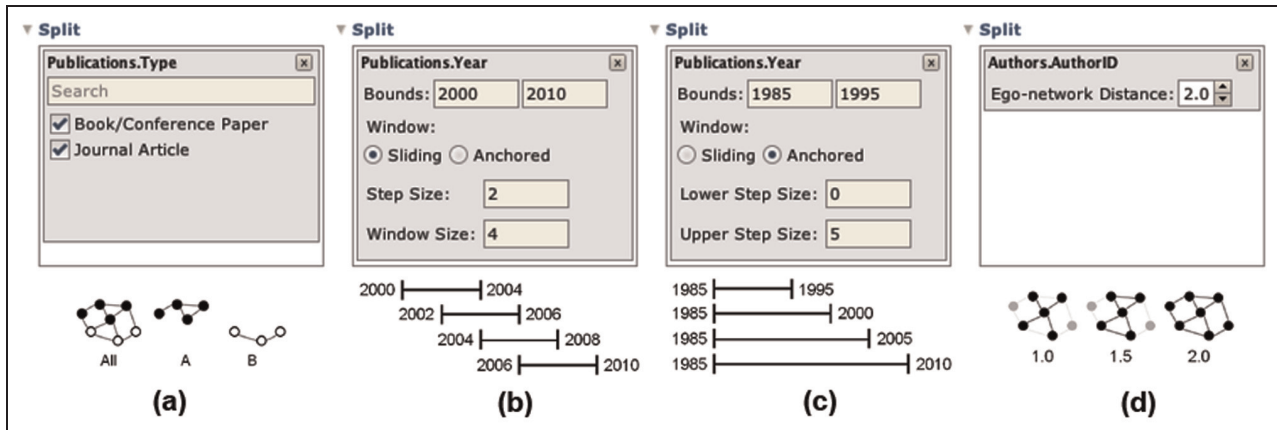 Split
Publications.Type
Search
Book/Conference Paper
Journal Article
All A B
(a)
Split
Publications.Year
Bounds: 2000 2010
Window:
Sliding Anchored
Step Size: 2
Window Size: 4
2000 2004
2002 2006
2004 2008
2006 2010
(b)
Split
Publications.Year
Bounds: 1985 1995
Window:
Sliding Anchored
Lower Step Size: 0
Upper Step Size: 5
1985 1995
1985 2000
1985 2005
1985 2010
(c)
Split
Authors.AuthorID
Ego-network Distance: 2.0
1.0 1.5 2.0
(d)